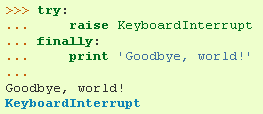 >>> try:
...     raise KeyboardInterrupt
... finally:
...     print 'Goodbye, world!'
...
Goodbye, world!
KeyboardInterrupt